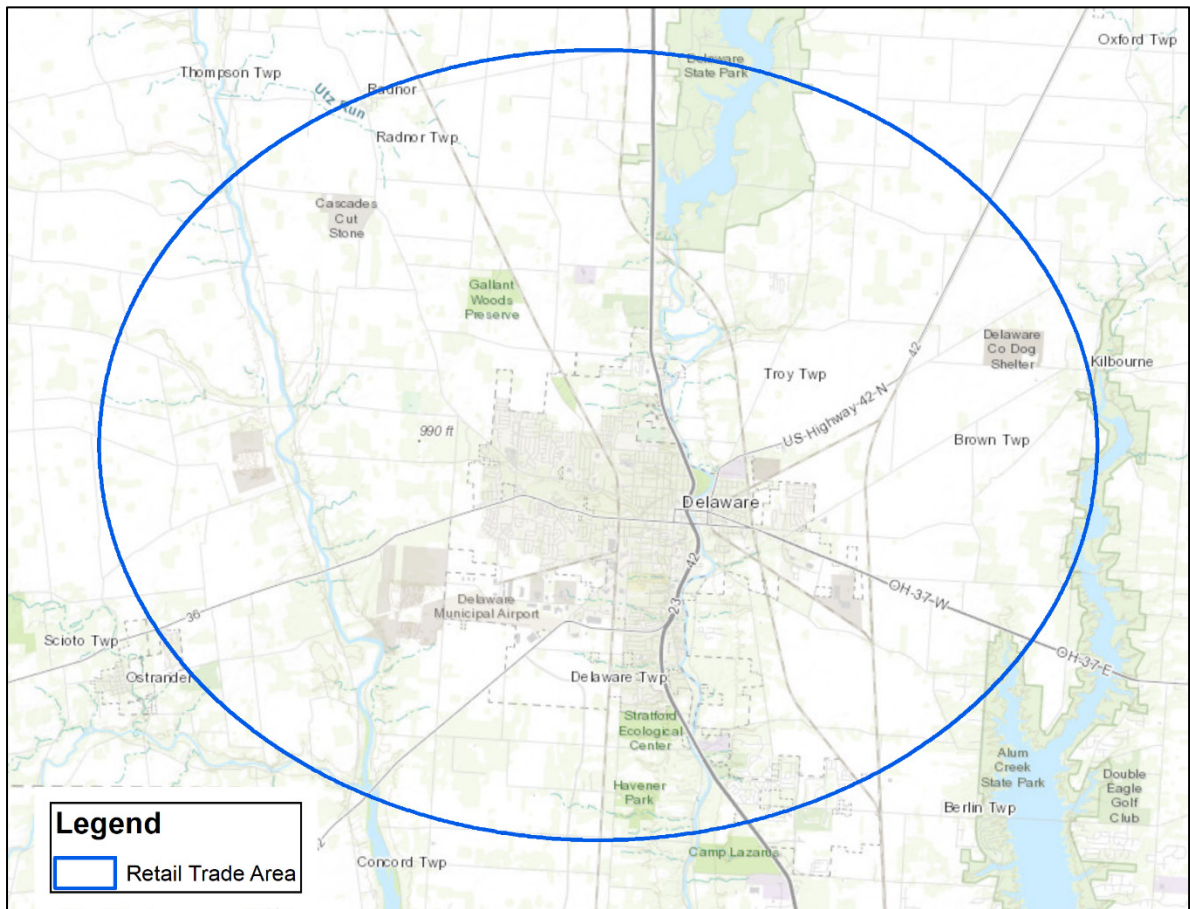 Oxford Twp
Delaware
State Park
Thompson Twp
Radnor
Utz Run
Radnor Twp
Cascades
Cut
Stone
Gallant
Woods
Preserve
42
Delaware
Co Dog
Shelter
Kilbourne
Troy Twp
US-Highway-42-N
990 ft
Brown Twp
Delaware
42
OH-37-W
Delaware
Municipal Airport
23
36
Scioto Twp
OH-37-E
Ostrander
Delaware Twp
Stratford
Ecological
Center
Alum
Creek
State Park
Double
Eagle
Golf
Club
Havener
Park
Berlin Twp
Camp Lazarus
Concord Twp
Legend
Retail Trade Area